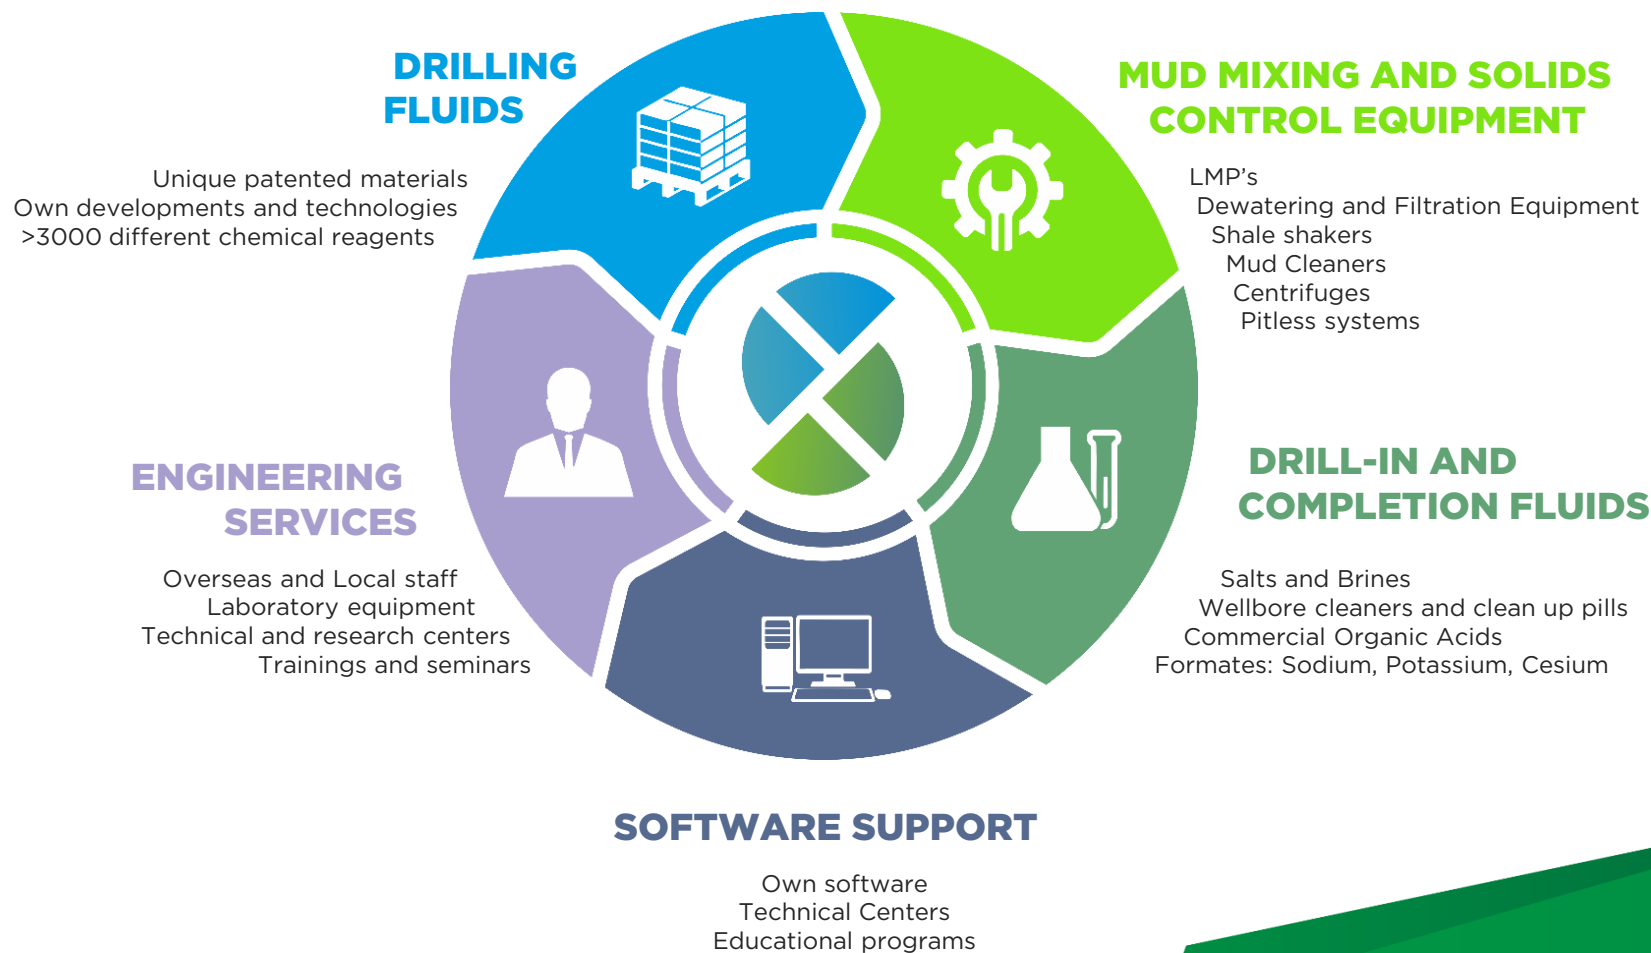 DRILLING
FLUIDS
Unique patented materials
Own developments and technologies
>3000 different chemical reagents
MUD MIXING AND SOLIDS
CONTROL EQUIPMENT
LMP’s
Dewatering and Filtration Equipment
Shale shakers
Mud Cleaners
Centrifuges
Pitless systems
ENGINEERING
SERVICES
Overseas and Local staff
Laboratory equipment
Technical and research centers
Trainings and seminars
DRILL-IN AND
COMPLETION FLUIDS
Salts and Brines
Wellbore cleaners and clean up pills
Commercial Organic Acids
Formates: Sodium, Potassium, Cesium
SOFTWARE SUPPORT
Own software
Technical Centers
Educational programs